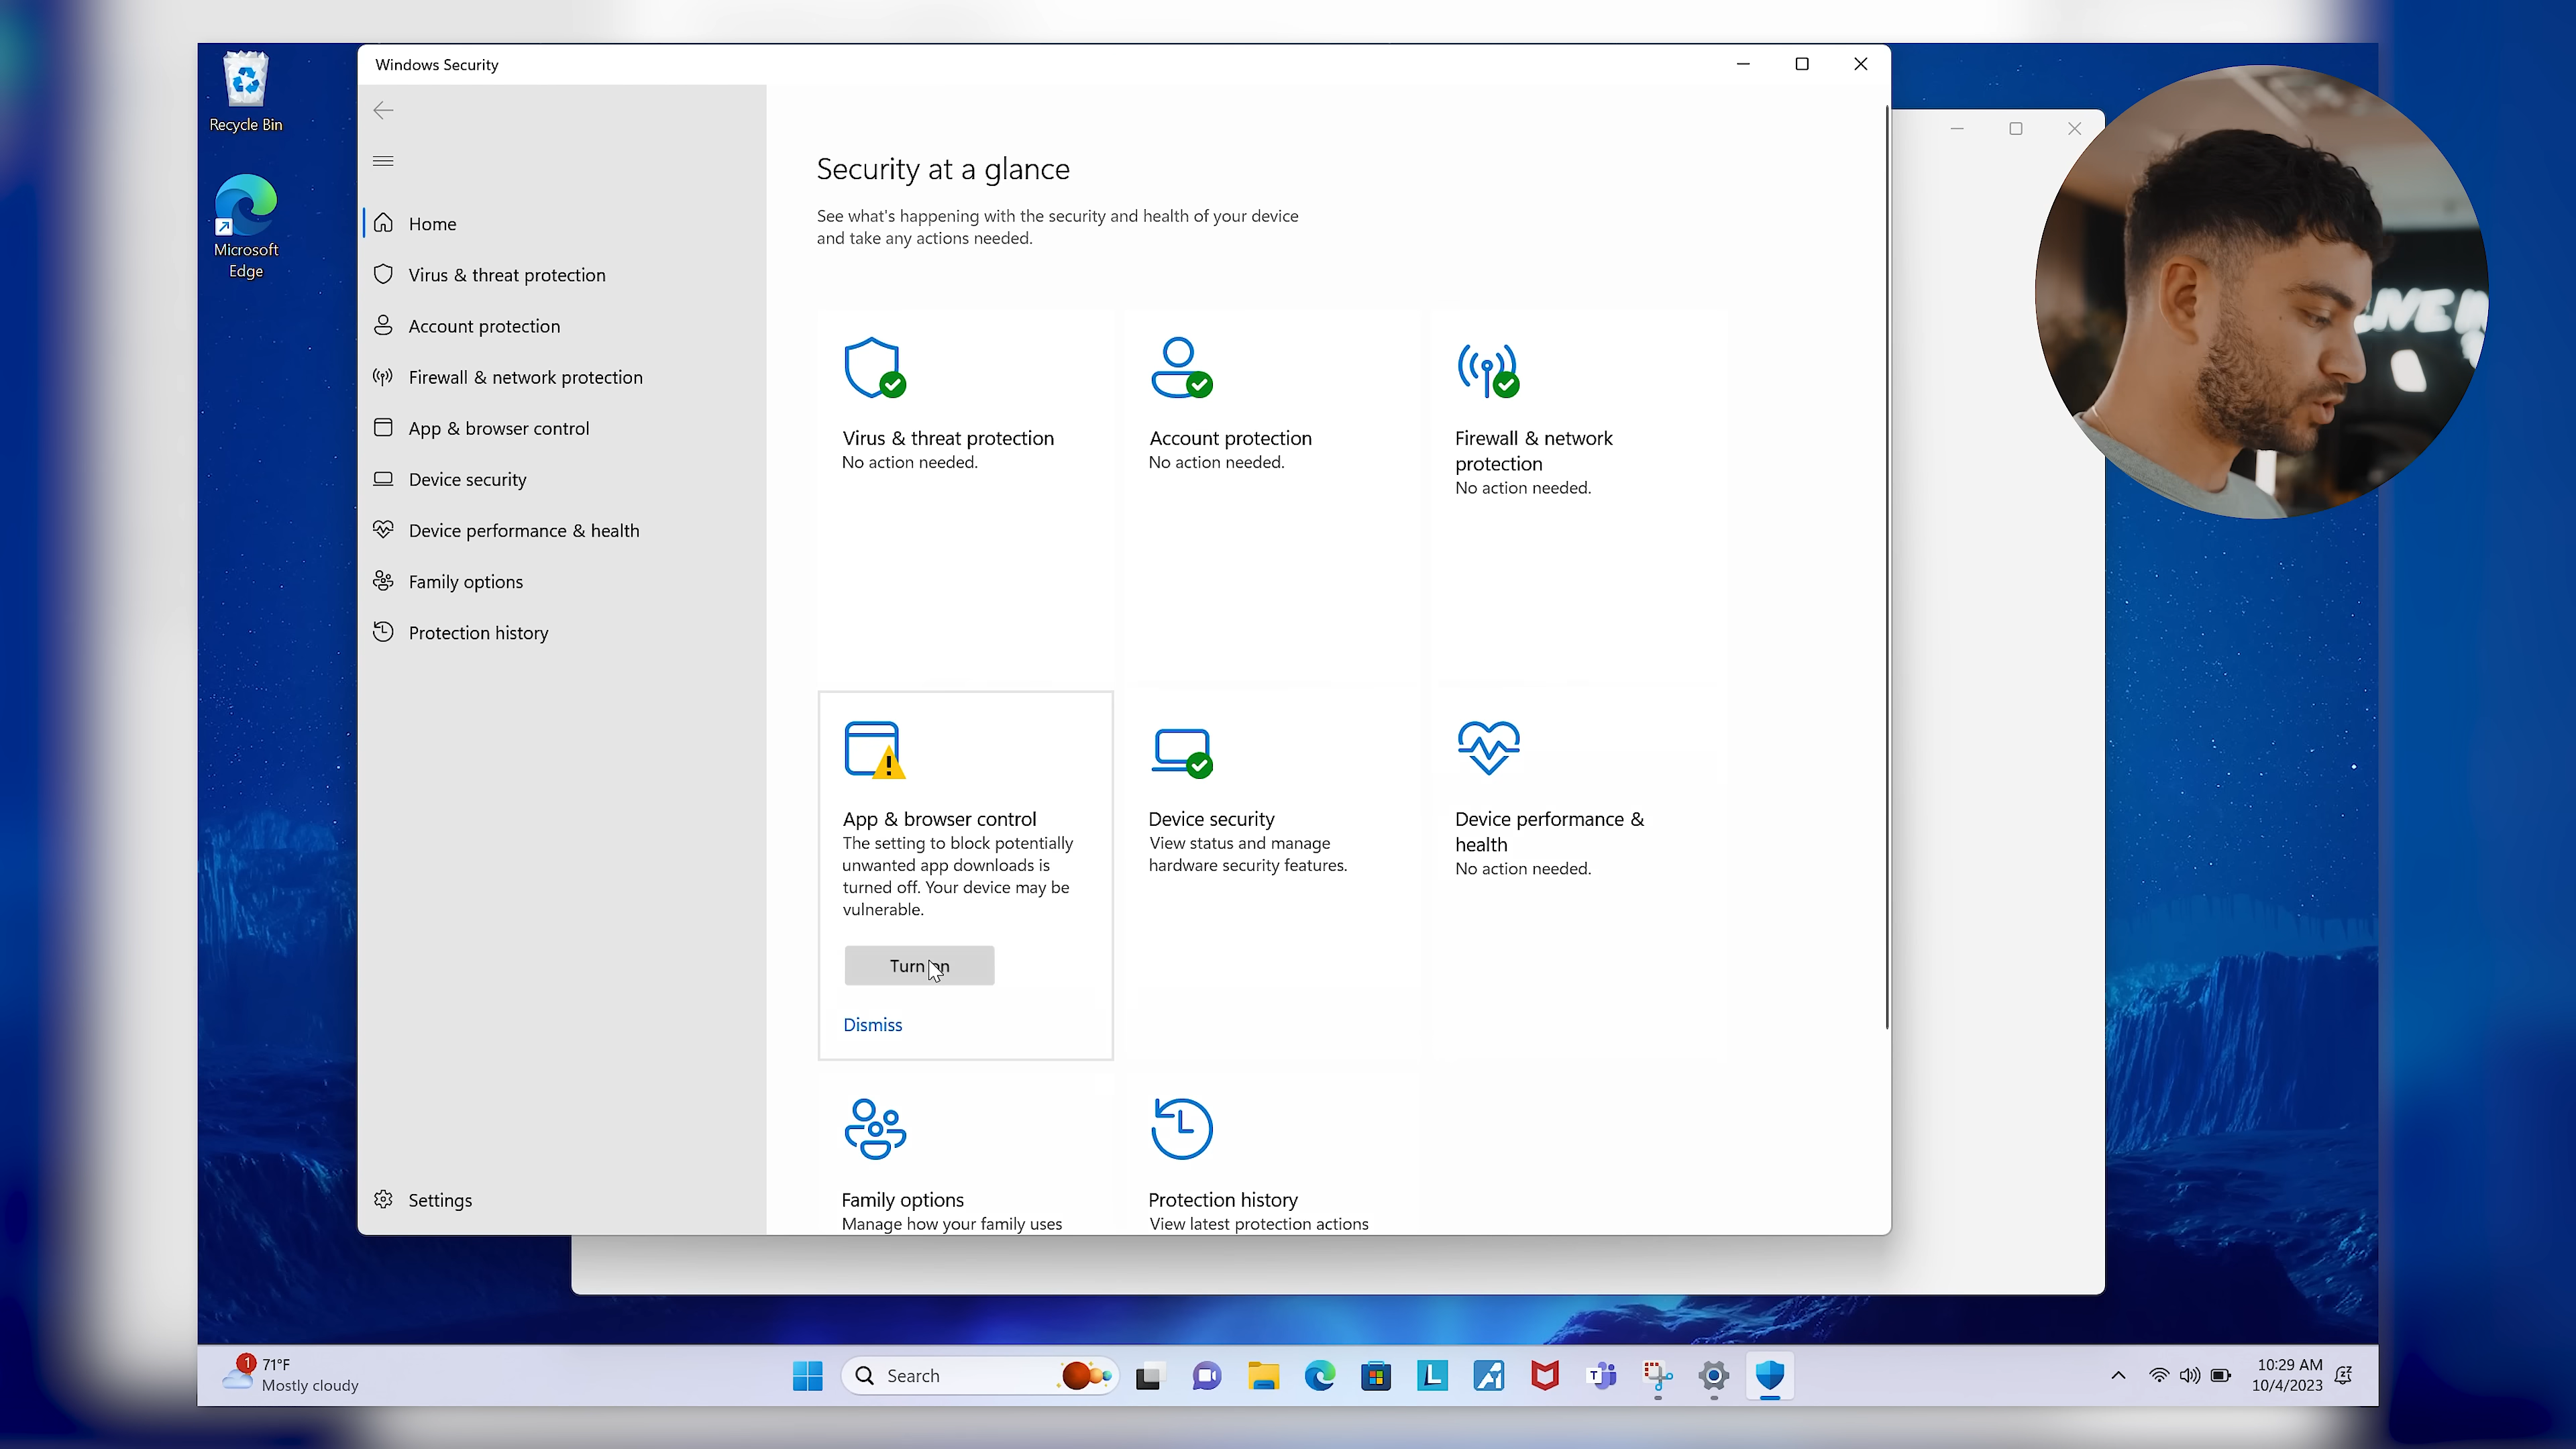 Recycle Bin
Microsoft
Edge
Windows Security
Home
Virus & threat protection
Account protection
Firewall & network protection
App & browser control
Device security
Device performance & health
Family options
Protection history
Settings
Security at a glance
See what's happening with the security and health of your device
and take any actions needed.
Virus & threat protection
No action needed.
Account protection
No action needed.
Firewall & network
protection
No action needed.
App & browser control
The setting to block potentially
unwanted app downloads is
turned off. Your device may be
vulnerable.
Turn on
Dismiss
Device security
View status and manage
hardware security features.
Device performance &
health
No action needed.
Family options
Manage how your family uses
Protection history
View latest protection actions
1
71°F
Mostly cloudy
Search
10:29 AM
10/4/2023